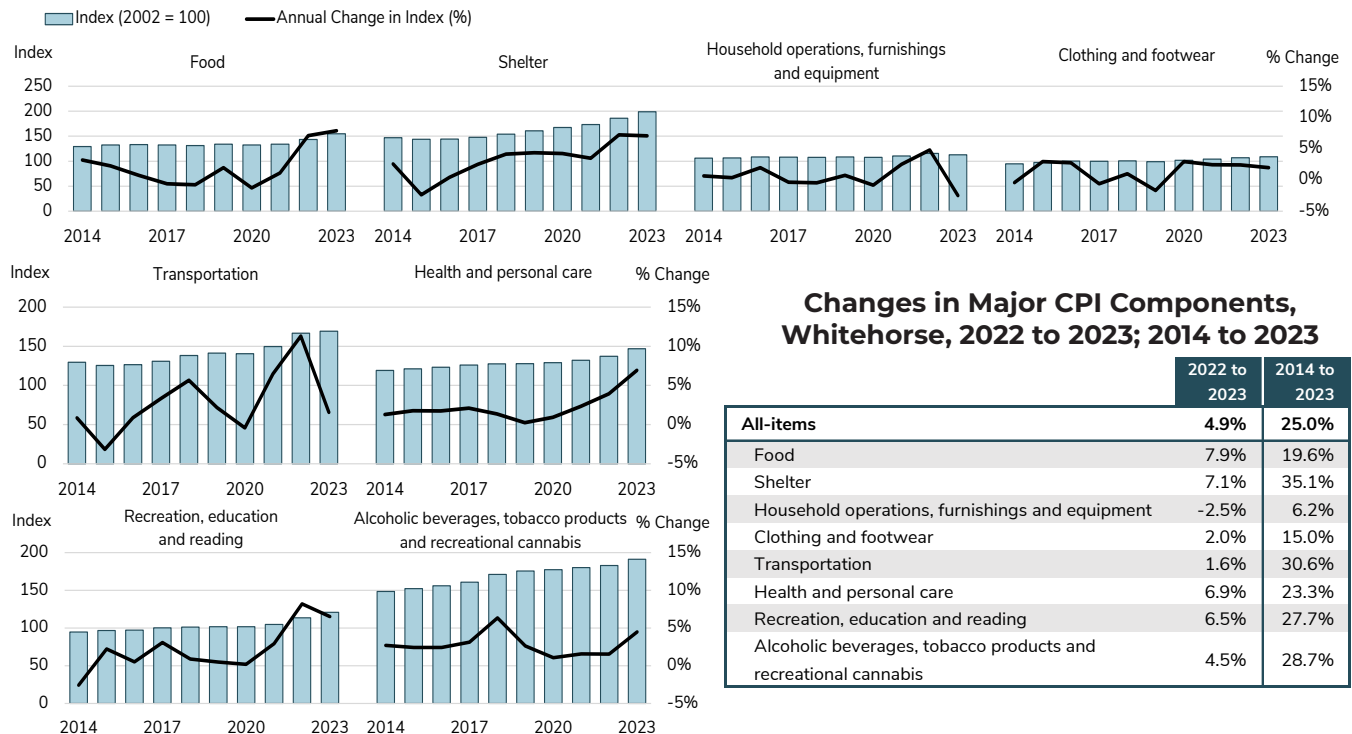 Index (2002 = 100) Annual Change in Index (%)
Index Food Shelter Household operations, furnishings Clothing and footwear % Change
and equipment
250 15%
200 10%
150 5%
100 0%
50 -5%
0
2014 2017 2020 2023 2014 2017 2020 2023 2014 2017 2020 2023 2014 2017 2020 2023
Index Transportation Health and personal care % Change
200 15%
150 10%
100 5%
50 0%
0 -5%
2014 2017 2020 2023 2014 2017 2020 2023
Index Recreation, education Alcoholic beverages, tobacco products % Change
and reading and recreational cannabis
200 15%
150 10%
100 5%
50 0%
0 -5%
2014 2017 2020 2023 2014 2017 2020 2023
Changes in Major CPI Components,
Whitehorse, 2022 to 2023; 2014 to 2023
2022 to 2014 to
2023 2023
All-items 4.9% 25.0%
Food 7.9% 19.6%
Shelter 7.1% 35.1%
Household operations, furnishings and equipment -2.5% 6.2%
Clothing and footwear 2.0% 15.0%
Transportation 1.6% 30.6%
Health and personal care 6.9% 23.3%
Recreation, education and reading 6.5% 27.7%
Alcoholic beverages, tobacco products and
recreational cannabis 4.5% 28.7%